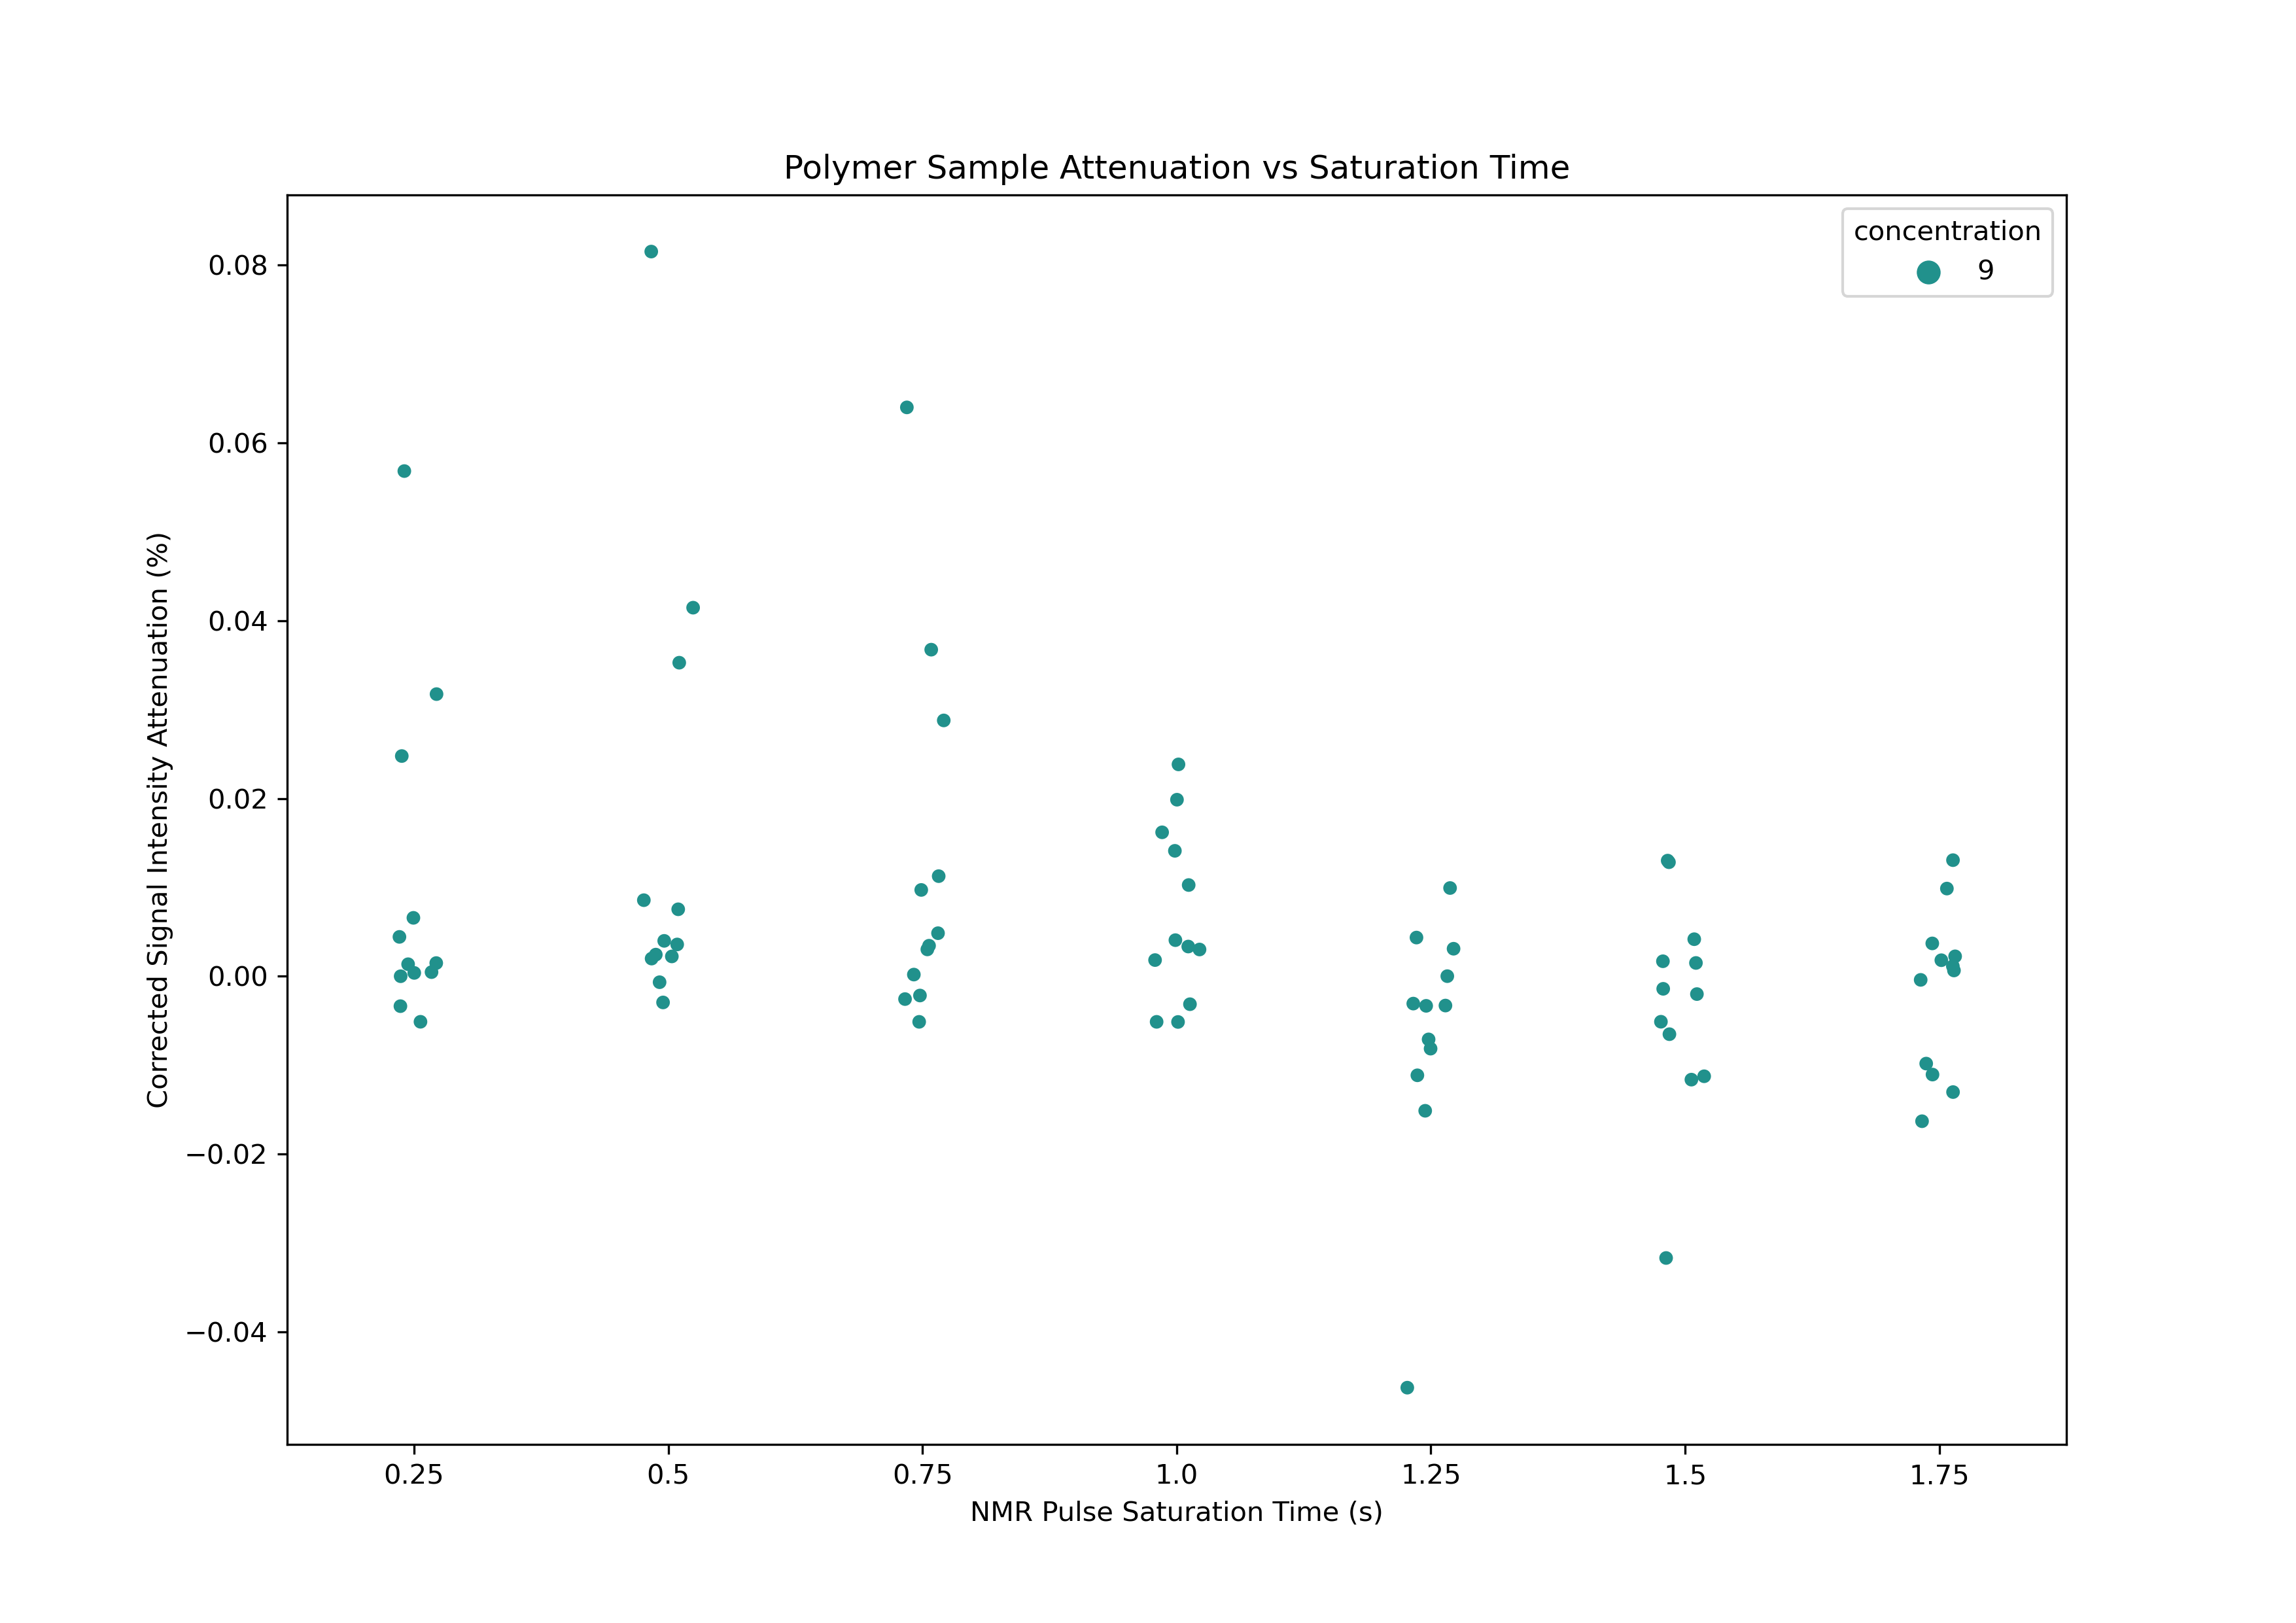 Polymer Sample Attenuation vs Saturation Time
concentration
9
Corrected Signal Intensity Attenuation (%)
0.08
0.06
0.04
0.02
0.00
−0.02
−0.04
0.25 0.5 0.75 1.0 1.25 1.5 1.75
NMR Pulse Saturation Time (s)